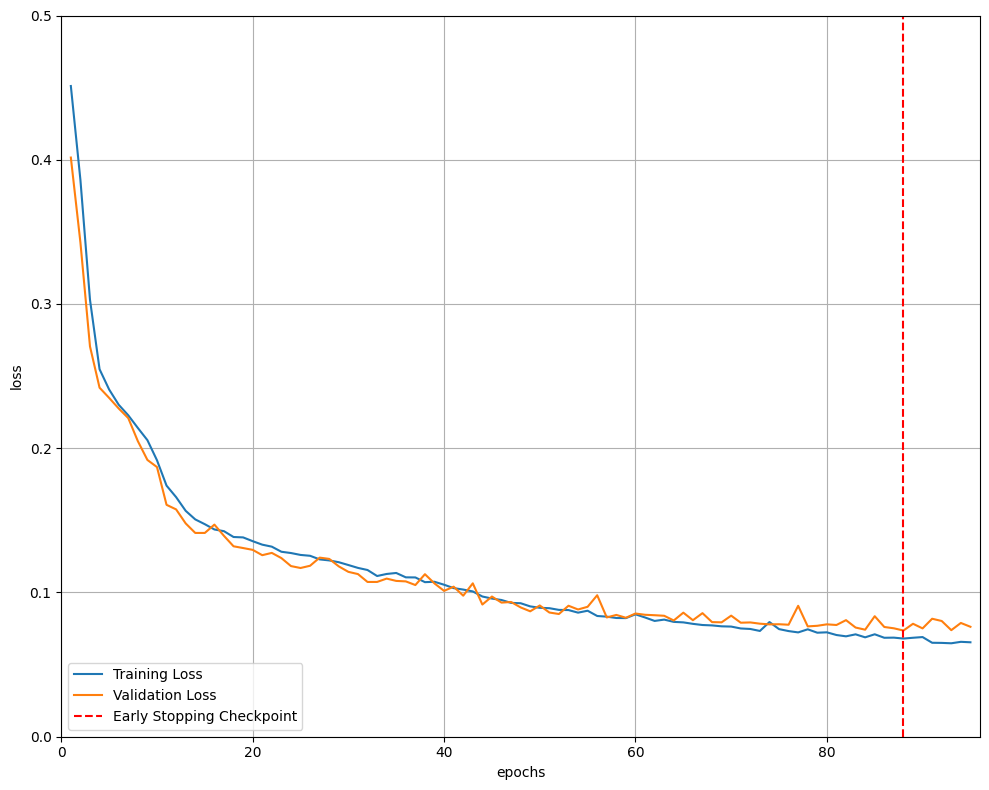 0.5
0.4
0.3
0.2
0.1
0.0
loss
Training Loss
Validation Loss
Early Stopping Checkpoint
0 20 40 60 80
epochs